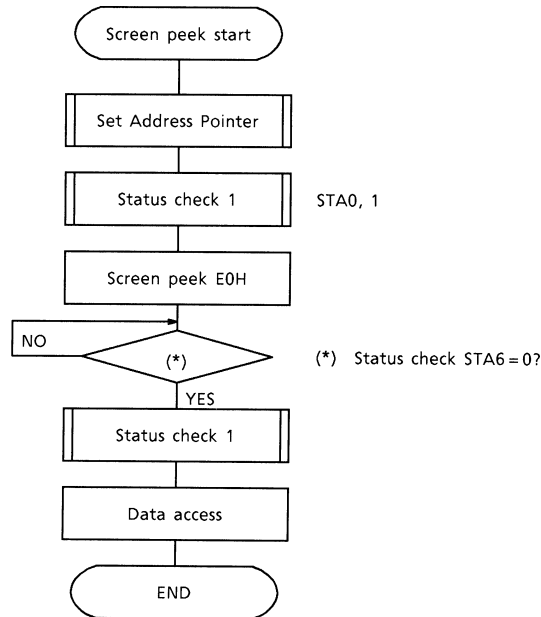 Screen peek start
Set Address Pointer
Status check 1
STA0, 1
Screen peek E0H
NO
(*)
(*) Status check STA6 = 0?
YES
Status check 1
Data access
END